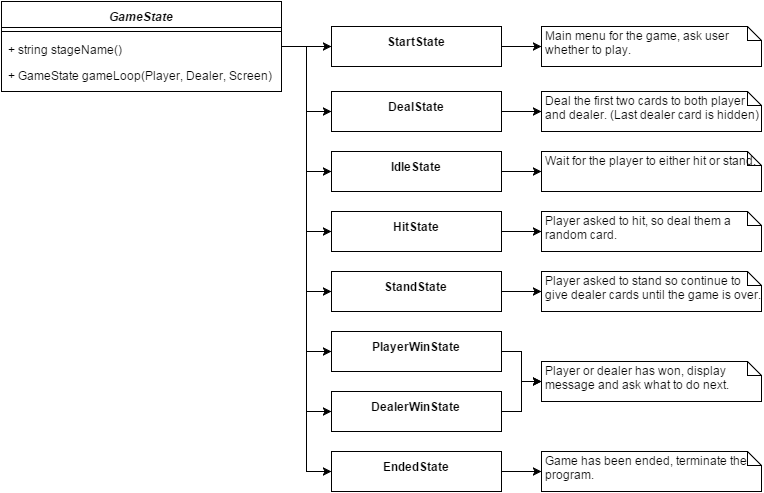 GameState
+ string stageName()
+ GameState gameLoop(Player, Dealer, Screen)
StartState
Main menu for the game, ask user
whether to play.
DealState
Deal the first two cards to both player
and dealer. (Last dealer card is hidden)
IdleState
Wait for the player to either hit or stand.
HitState
Player asked to hit, so deal them a
random card.
StandState
Player asked to stand so continue to
give dealer cards until the game is over.
PlayerWinState
Player or dealer has won, display
message and ask what to do next.
DealerWinState
EndedState
Game has been ended, terminate the
program.